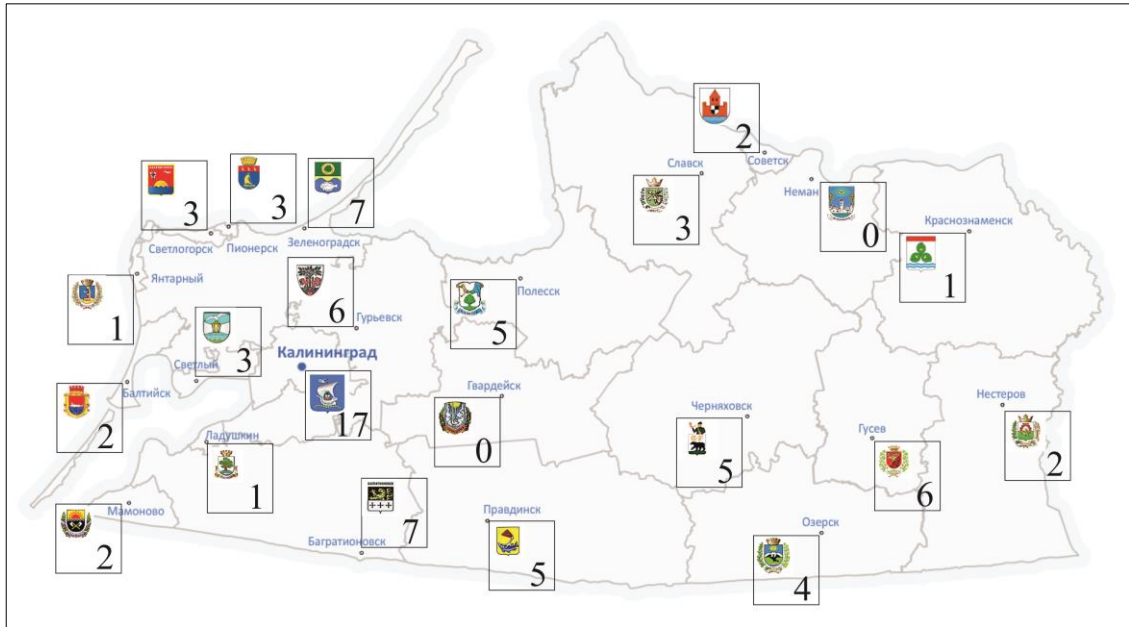 2
Советск
Славск
Неман
3
3
7
3
0
Краснознаменск
Светлогорск
Пионерск
Зеленоградск
1
Янтарный
Полесск
1
6
Гурьевск
5
3
Калининград
Светлый
Балтийск
2
17
Гвардейск
0
Черняховск
5
Нестеров
2
Гусев
6
Ладушкин
1
Мамоново
2
7
Багратионовск
Правдинск
5
Озерск
4